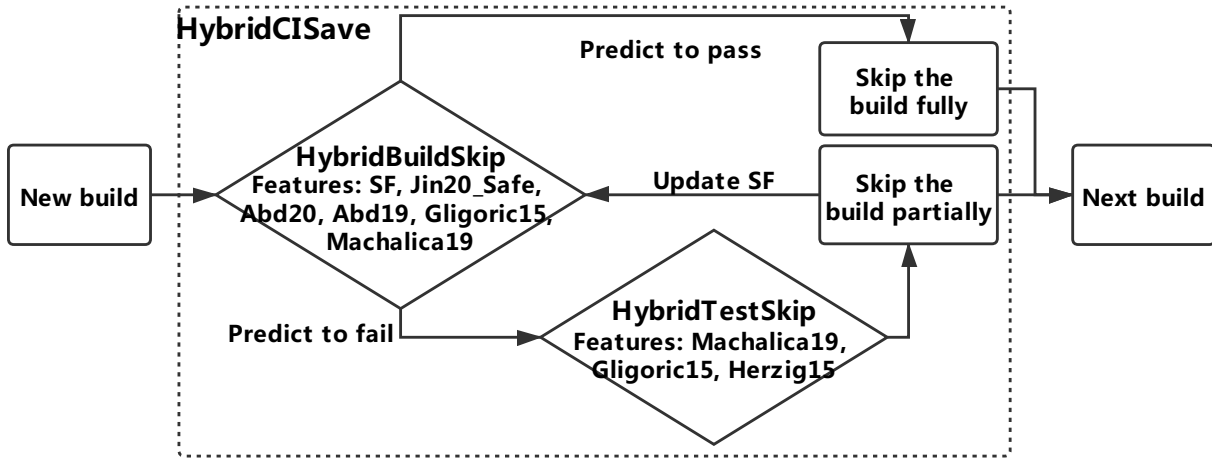 HybridCISave
Predict to pass
Skip the
build fully
New build
HybridBuildSkip
Features: SF, Jin20_Safe,
Abd20, Abd19, Gligoric15,
Machalica19
Update SF
Skip the
build partially
Next build
Predict to fail
HybridTestSkip
Features: Machalica19,
Gligoric15, Herzig15